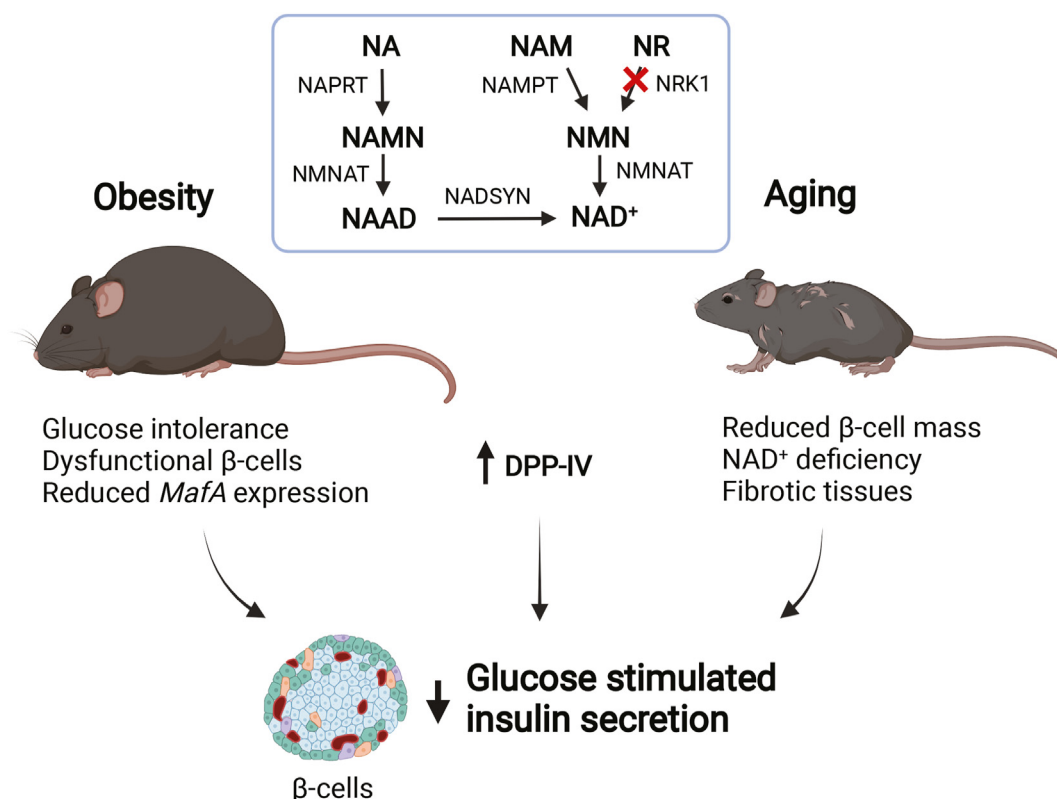 NA
NAM
NR
NAPRT
NAMPT
NRK1
NAMN
NMN
NMNAT
NMNAT
NAAD
NADSYN
NAD⁺
Obesity
Aging
Glucose intolerance
Dysfunctional β-cells
Reduced MafA expression
DPP-IV
Reduced β-cell mass
NAD⁺ deficiency
Fibrotic tissues
Glucose stimulated
insulin secretion
β-cells